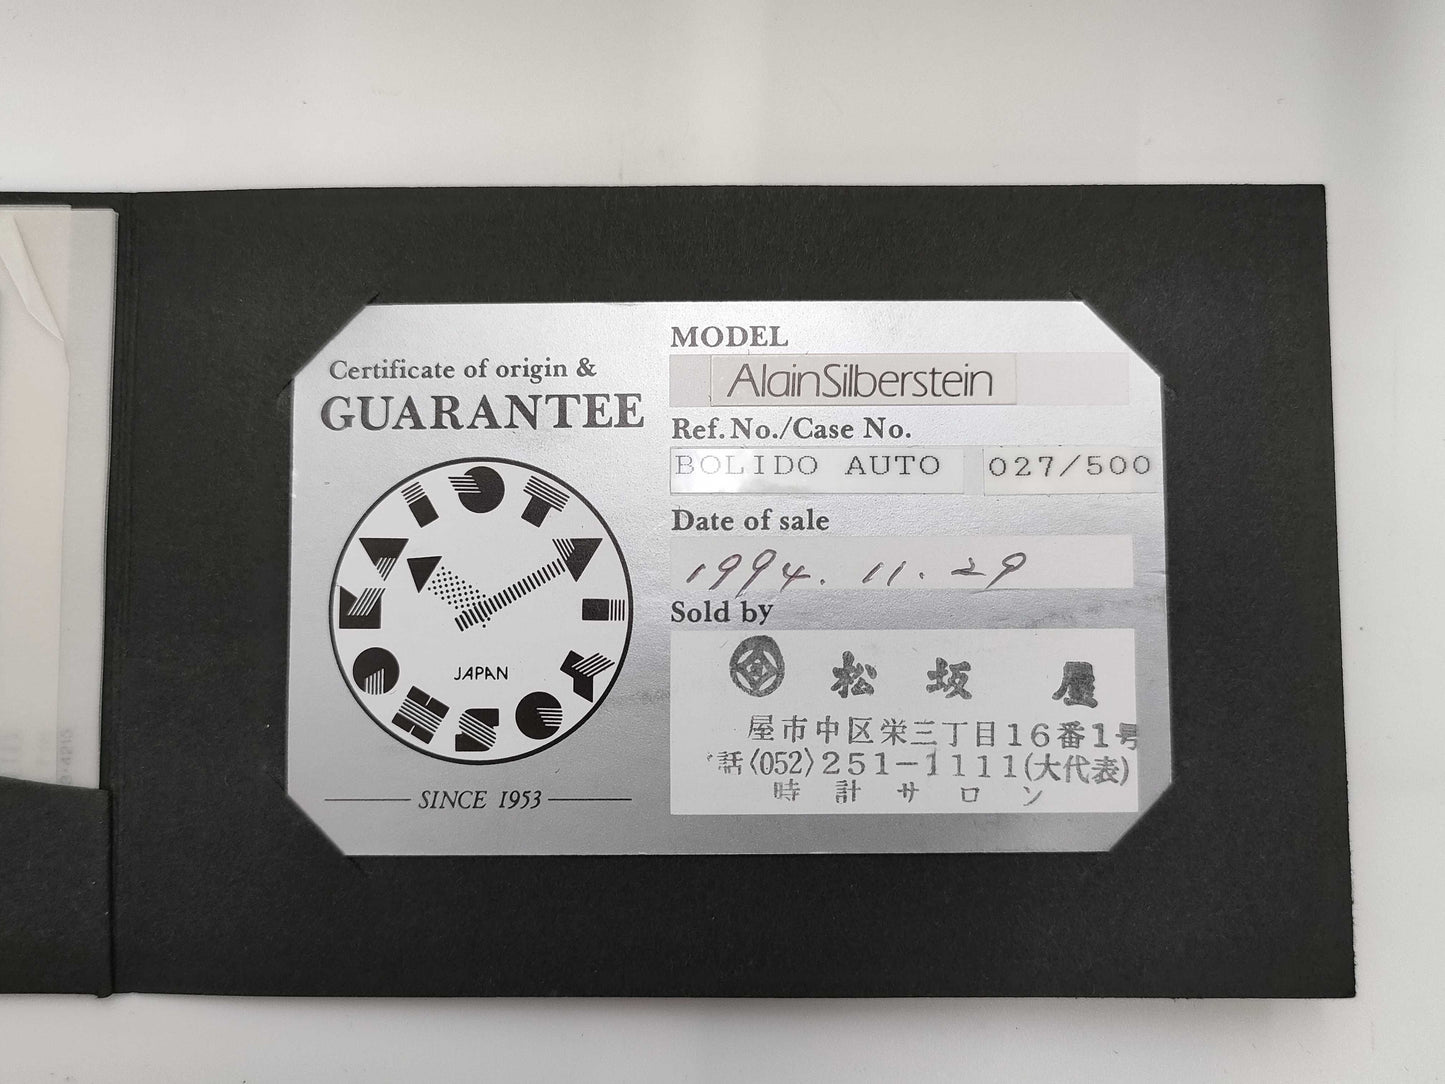 Certificate of origin &
GUARANTEE
JAPAN
SINCE 1953
MODEL
AlainSilberstein
Ref. No./Case No.
BOLIDO AUTO 027/500
Date of sale
1994. 11. 29
Sold by
松坂屋
屋市中区栄三丁目16番1号
話(052)251-1111(大代表)
時計サロン